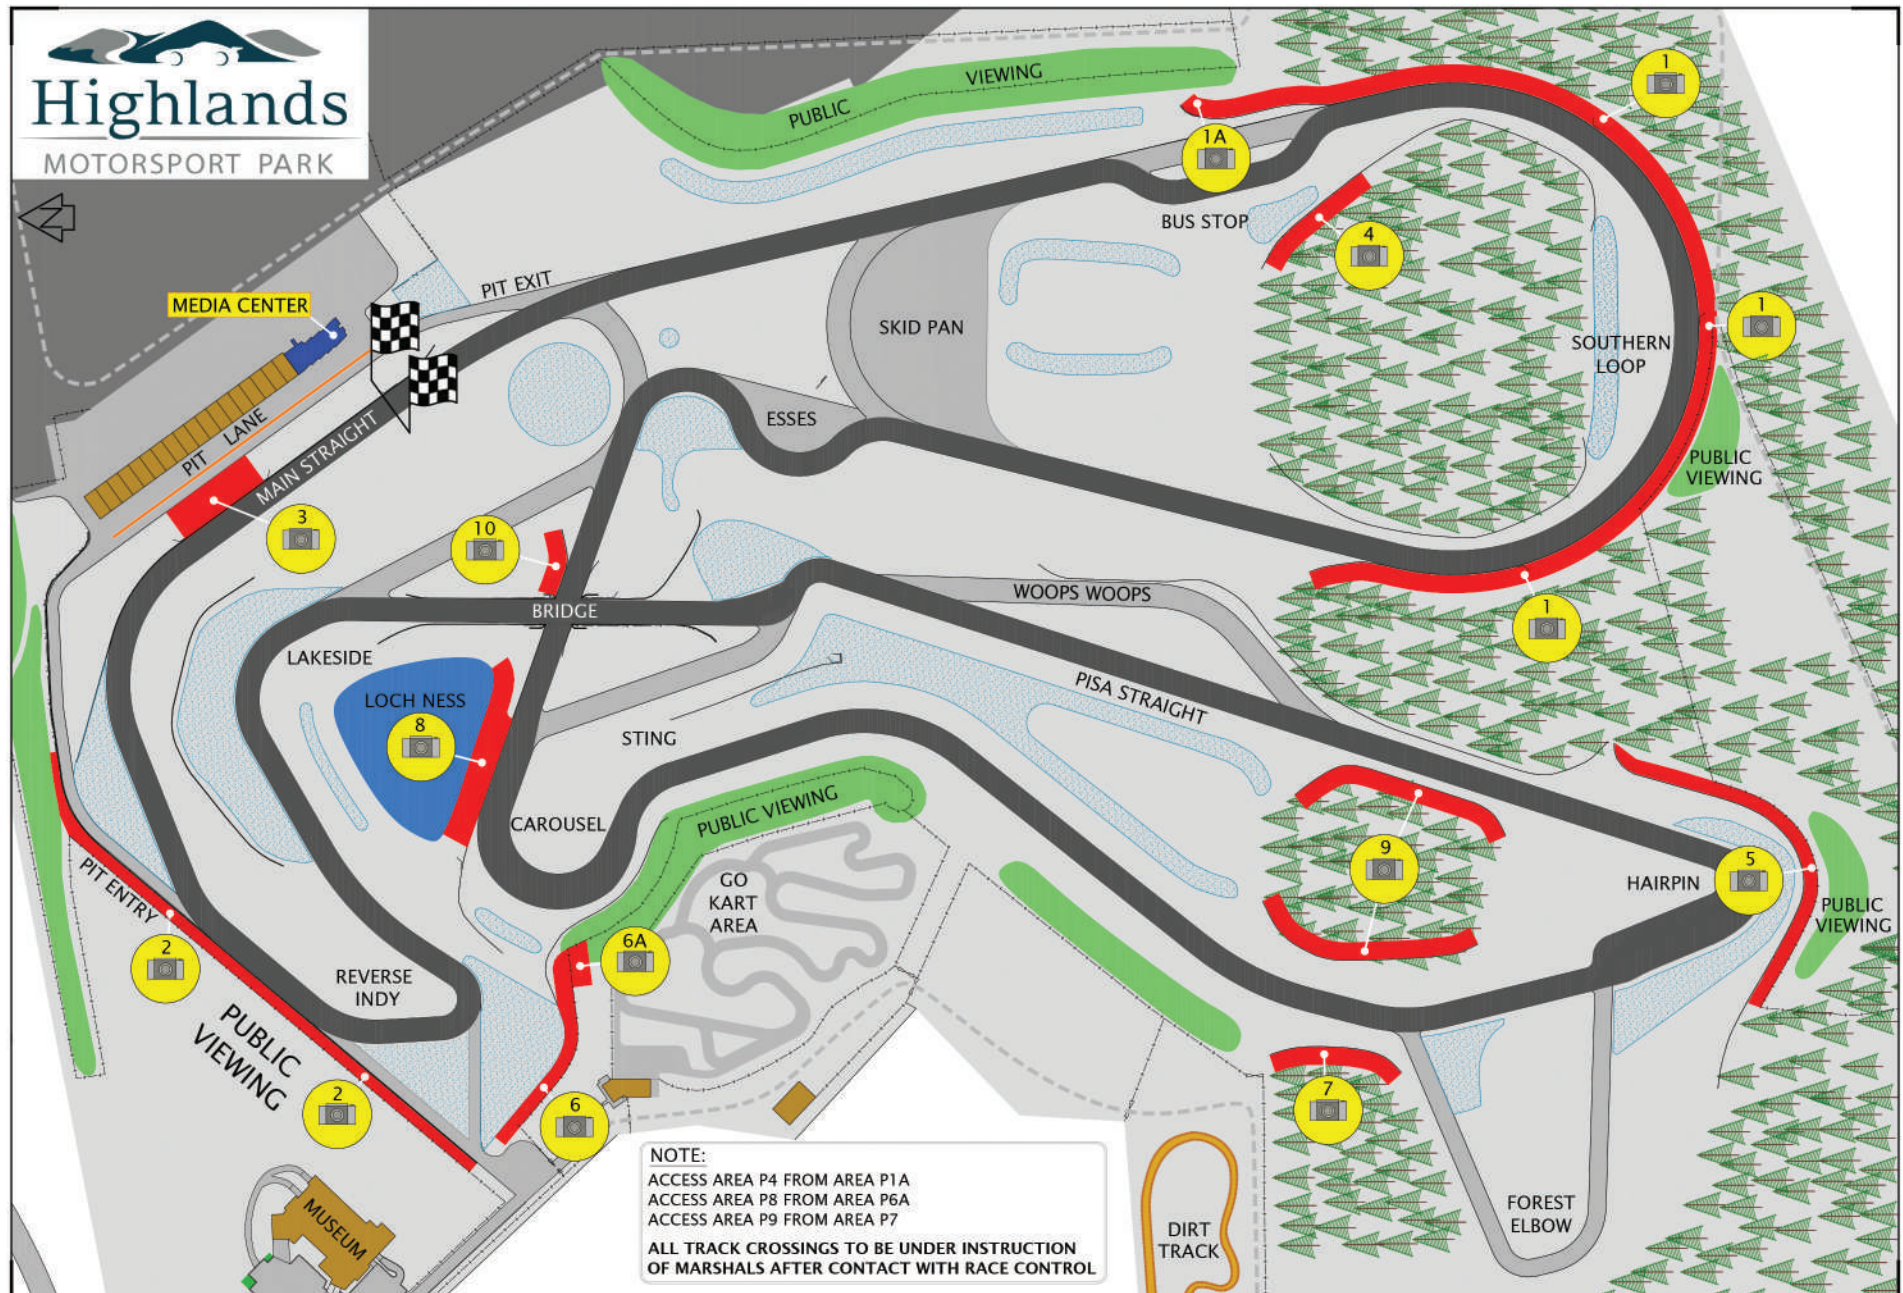 Highlands
MOTORSPORT PARK
N
PUBLIC VIEWING
1
1A
BUS STOP
4
PIT EXIT
MEDIA CENTER
SKID PAN
1
SOUTHERN
LOOP
ESSES
PIT LANE
MAIN STRAIGHT
PUBLIC
VIEWING
3
10
WOOPS WOOPS
BRIDGE
1
LAKESIDE
LOCH NESS
8
PISA STRAIGHT
STING
CAROUSEL
PUBLIC VIEWING
9
5
HAIRPIN
GO
KART
AREA
PIT ENTRY
PUBLIC
VIEWING
2
6A
REVERSE
INDY
PUBLIC
VIEWING
2
6
7
MUSEUM
NOTE:
ACCESS AREA P4 FROM AREA P1A
ACCESS AREA P8 FROM AREA P6A
ACCESS AREA P9 FROM AREA P7
ALL TRACK CROSSINGS TO BE UNDER INSTRUCTION
OF MARSHALS AFTER CONTACT WITH RACE CONTROL
DIRT
TRACK
FOREST
ELBOW